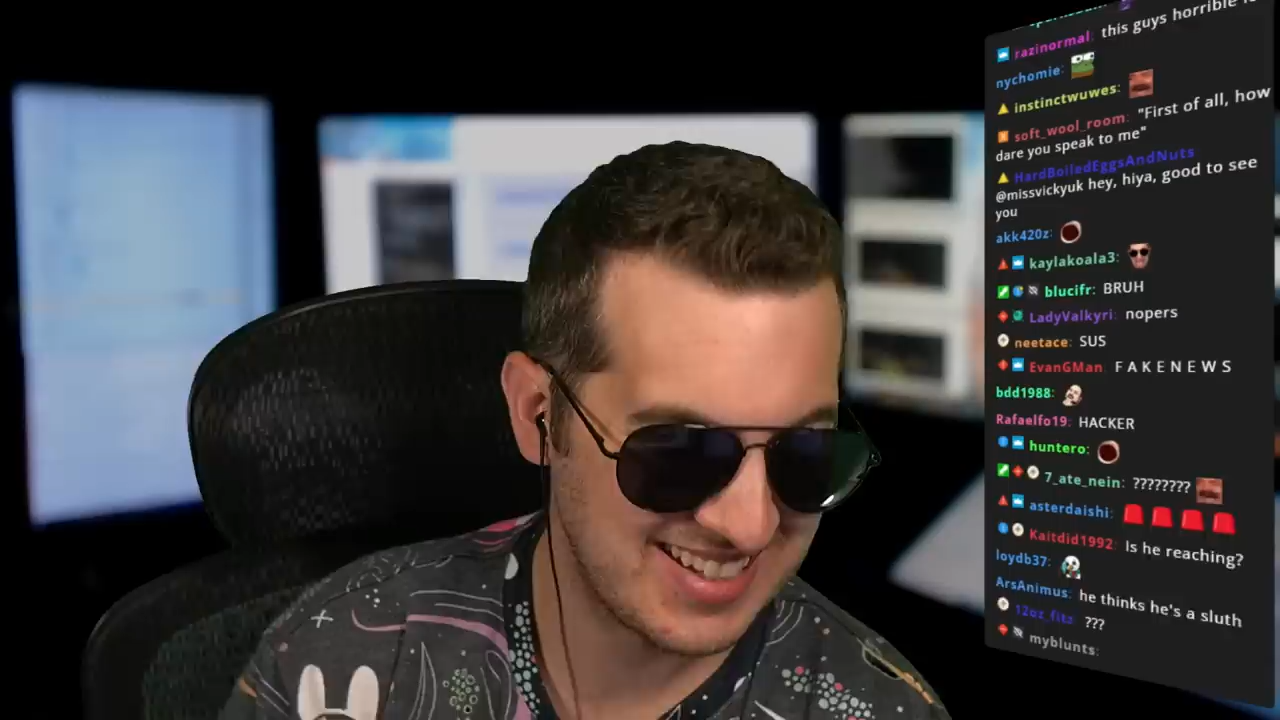 razinormal: this guys horrible
nychomie:
instinctwuwes:
soft_wool_room: "First of all, how
dare you speak to me"
HardBoiledEggsAndNuts
@missvickyuk hey, hiya, good to see
you
akk420z:
kaylakoala3:
blucifr: BRUH
LadyValkyri: nopers
neetace: SUS
EvanGMan: F A K E N E W S
bdd1988:
Rafaelfo19: HACKER
huntero:
7_ate_nein: ????????
asterdaishi:
Kaitdid1992: Is he reaching?
loydb37:
ArsAnimus: he thinks he's a sluth
12oz_fitz: ???
myblunts: